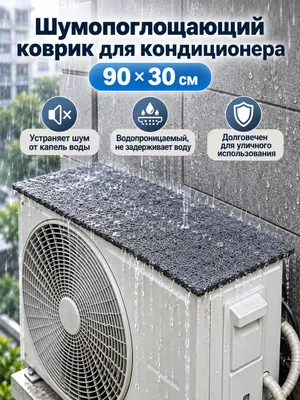 Шумопоглощающий
коврик для кондиционера
90 × 30 см
Устраняет шум
от капель воды
Водопроницаемый,
не задерживает воду
Долговечен
для уличного
использования